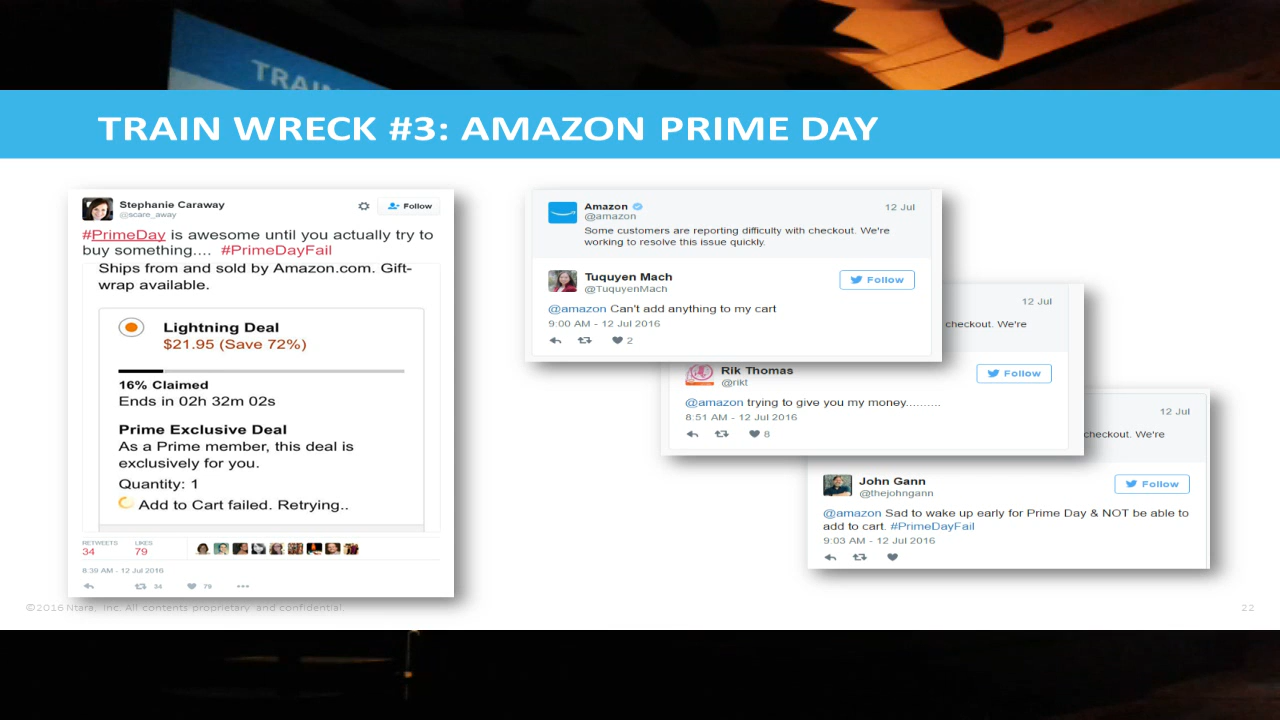 TRAIN
TRAIN WRECK #3: AMAZON PRIME DAY
Stephanie Caraway
@scare_away
Follow
#PrimeDay is awesome until you actually try to
buy something.... #PrimeDayFail
Ships from and sold by Amazon.com. Gift-
wrap available.
Lightning Deal
$21.95 (Save 72%)
16% Claimed
Ends in 02h 32m 02s
Prime Exclusive Deal
As a Prime member, this deal is
exclusively for you.
Quantity: 1
Add to Cart failed. Retrying..
RETWEETS
34
LIKES
79
8:39 AM - 12 Jul 2016
34
79
Amazon
@amazon
12 Jul
Some customers are reporting difficulty with checkout. We're
working to resolve this issue quickly.
Tuquyen Mach
@TuquyenMach
Follow
@amazon Can't add anything to my cart
9:00 AM - 12 Jul 2016
2
12 Jul
checkout. We're
Rik Thomas
@rikt
Follow
@amazon trying to give you my money..........
8:51 AM - 12 Jul 2016
8
12 Jul
checkout. We're
John Gann
@thejohngann
Follow
@amazon Sad to wake up early for Prime Day & NOT be able to
add to cart. #PrimeDayFail
9:03 AM - 12 Jul 2016
©2016 Ntara, Inc. All contents proprietary and confidential.
22